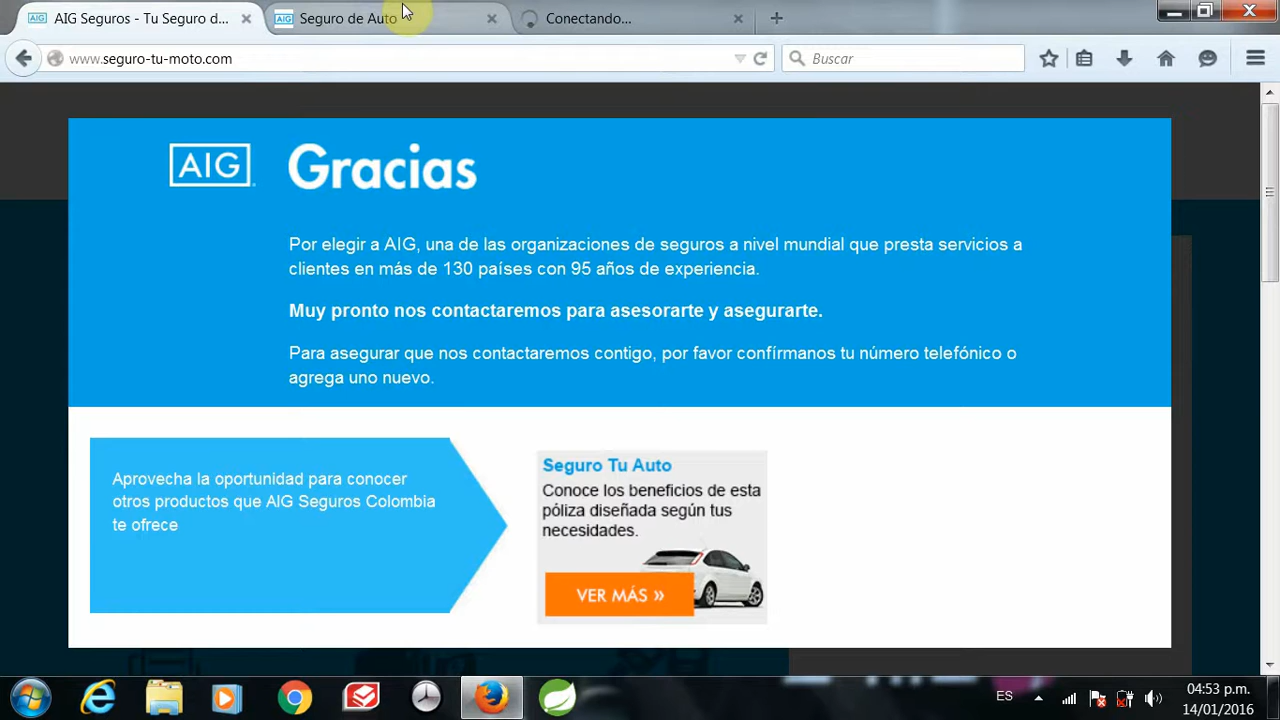 AIG AIG Seguros - Tu Seguro d...
AIG Seguro de Auto
Conectando...
www.seguro-tu-moto.com
Buscar
AIG
Gracias
Por elegir a AIG, una de las organizaciones de seguros a nivel mundial que presta servicios a
clientes en más de 130 países con 95 años de experiencia.
Muy pronto nos contactaremos para asesorarte y asegurarte.
Para asegurar que nos contactaremos contigo, por favor confírmanos tu número telefónico o
agrega uno nuevo.
Aprovecha la oportunidad para conocer
otros productos que AIG Seguros Colombia
te ofrece
Seguro Tu Auto
Conoce los beneficios de esta
póliza diseñada según tus
necesidades.
VER MÁS »
ES
04:53 p.m.
14/01/2016